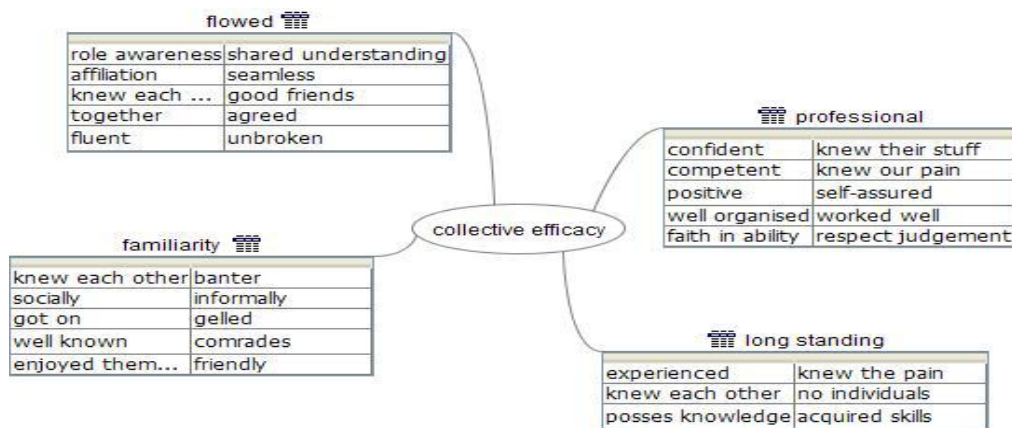 flowed
role awareness shared understanding
affiliation seamless
knew each ... good friends
together agreed
fluent unbroken
professional
confident knew their stuff
competent knew our pain
positive self-assured
well organised worked well
faith in ability respect judgement
collective efficacy
familiarity
knew each other banter
socially informally
got on gelled
well known comrades
enjoyed them... friendly
long standing
experienced knew the pain
knew each other no individuals
posses knowledge acquired skills